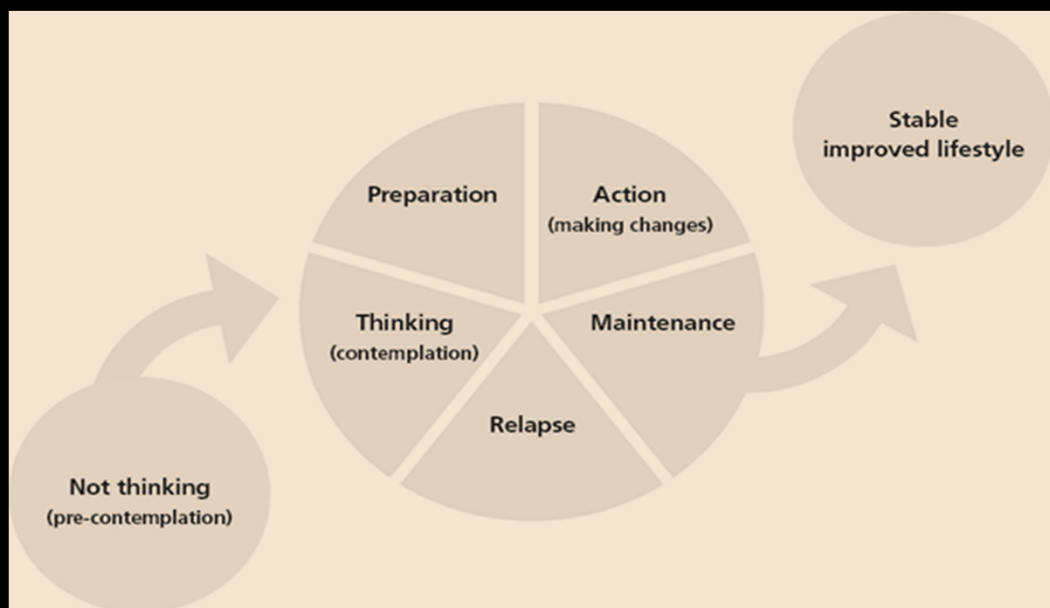 Stable
improved lifestyle
Preparation
Action
(making changes)
Thinking
(contemplation)
Maintenance
Relapse
Not thinking
(pre-contemplation)